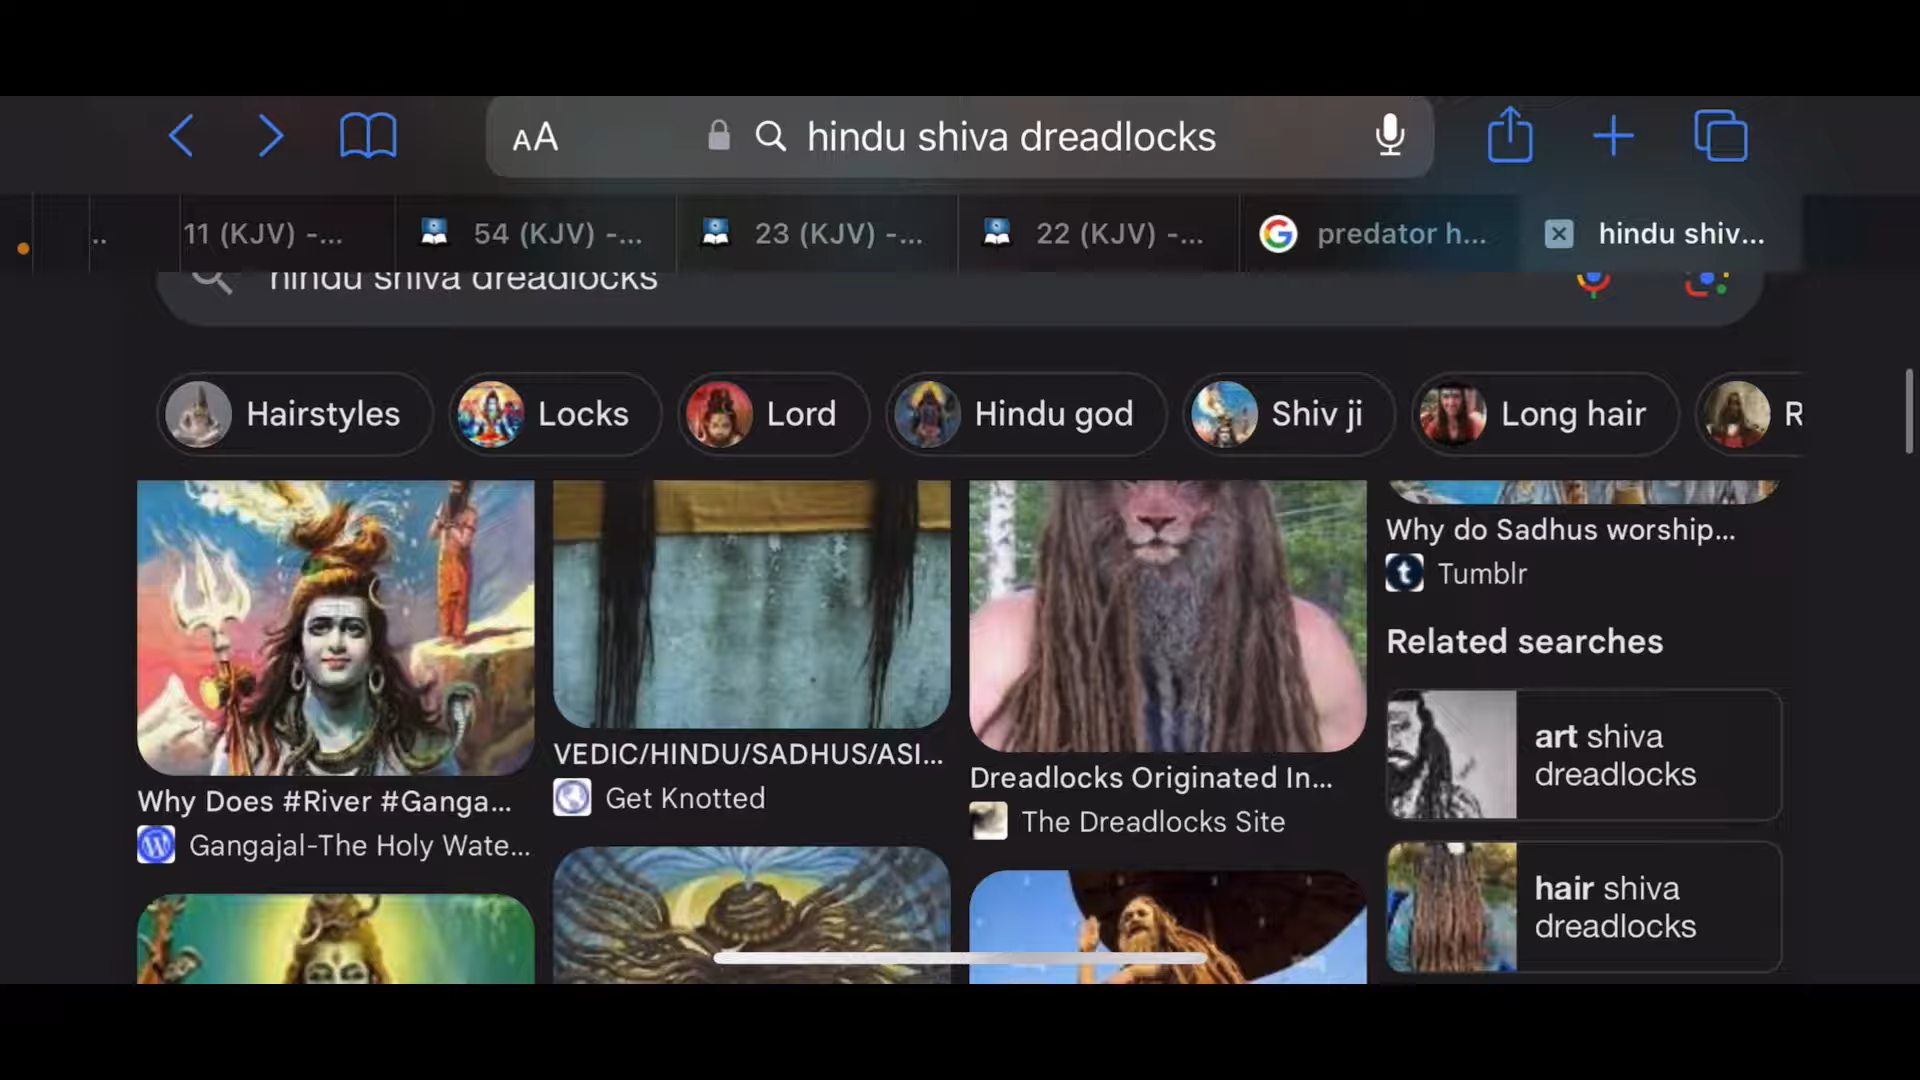 AA
hindu shiva dreadlocks
..
11 (KJV) -...
54 (KJV) -...
23 (KJV) -...
22 (KJV) -...
predator h...
hindu shiv...
hindu shiva dreadlocks
Hairstyles
Locks
Lord
Hindu god
Shiv ji
Long hair
R
Why Does #River #Ganga...
Gangajal-The Holy Wate...
VEDIC/HINDU/SADHUS/ASI...
Get Knotted
Dreadlocks Originated In...
The Dreadlocks Site
Why do Sadhus worship...
Tumblr
Related searches
art shiva
dreadlocks
hair shiva
dreadlocks